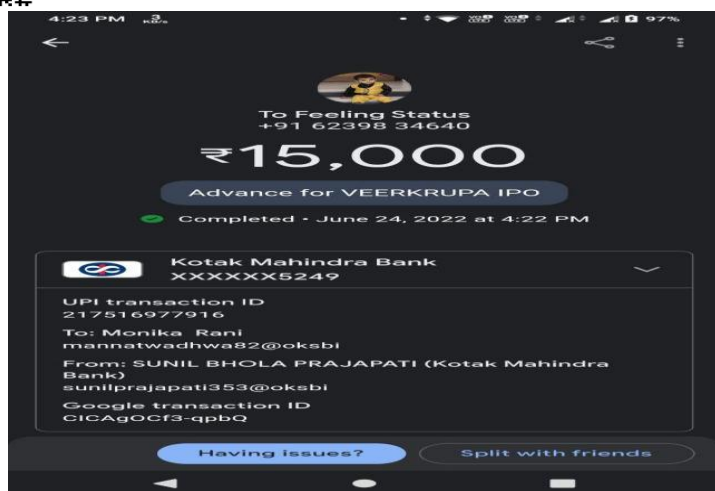 4:23 PM 3 KB/s 97%
To Feeling Status
+91 62398 34640
₹15,000
Advance for VEERKRUPA IPO
Completed • June 24, 2022 at 4:22 PM
Kotak Mahindra Bank
XXXXXX5249
UPI transaction ID
217516977916
To: Monika Rani
mannatwadhwa82@oksbi
From: SUNIL BHOLA PRAJAPATI (Kotak Mahindra
Bank)
sunilprajapati353@oksbi
Google transaction ID
CICAgOCf3-qpbQ
Having issues?
Split with friends